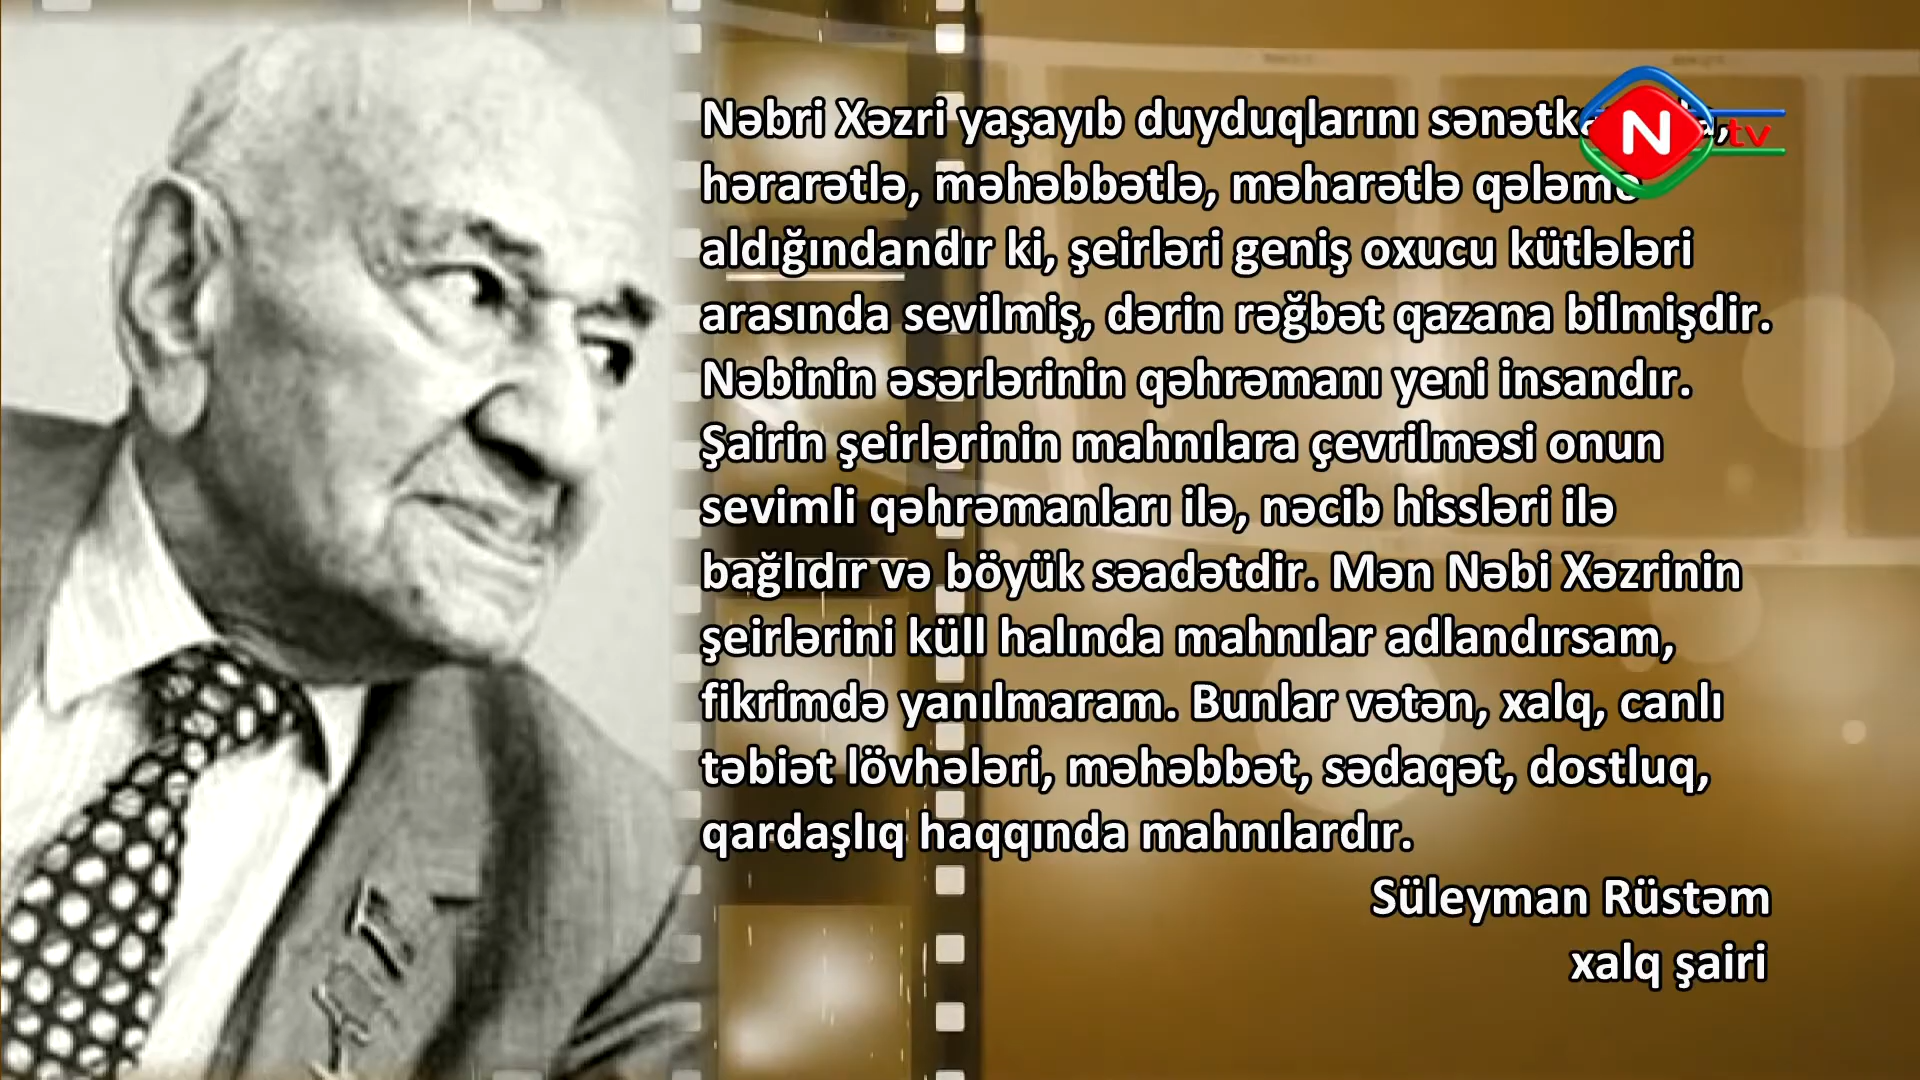 Nəbri Xəzri yaşayıb duyduqlarını
hərarətlə, məhəbbətlə, məharətlə qələmə
aldığındandır ki, şeirləri geniş oxucu kütlələri
arasında sevilmiş, dərin rəğbət qazana bilmişdir.
Nəbinin əsərlərinin qəhrəmanı yeni insandır.
Şairin şeirlərinin mahnılara çevrilməsi onun
sevimli qəhrəmanları ilə, nəcib hissləri ilə
bağlıdır və böyük səadətdir. Mən Nəbi Xəzrinin
şeirlərini küll halında mahnılar adlandırsam,
fikrimdə yanılmaram. Bunlar vətən, xalq, canlı
təbiət lövhələri, məhəbbət, sədaqət, dostluq,
qardaşlıq haqqında mahnılardır.
Süleyman Rüstəm
xalq şairi
N tv